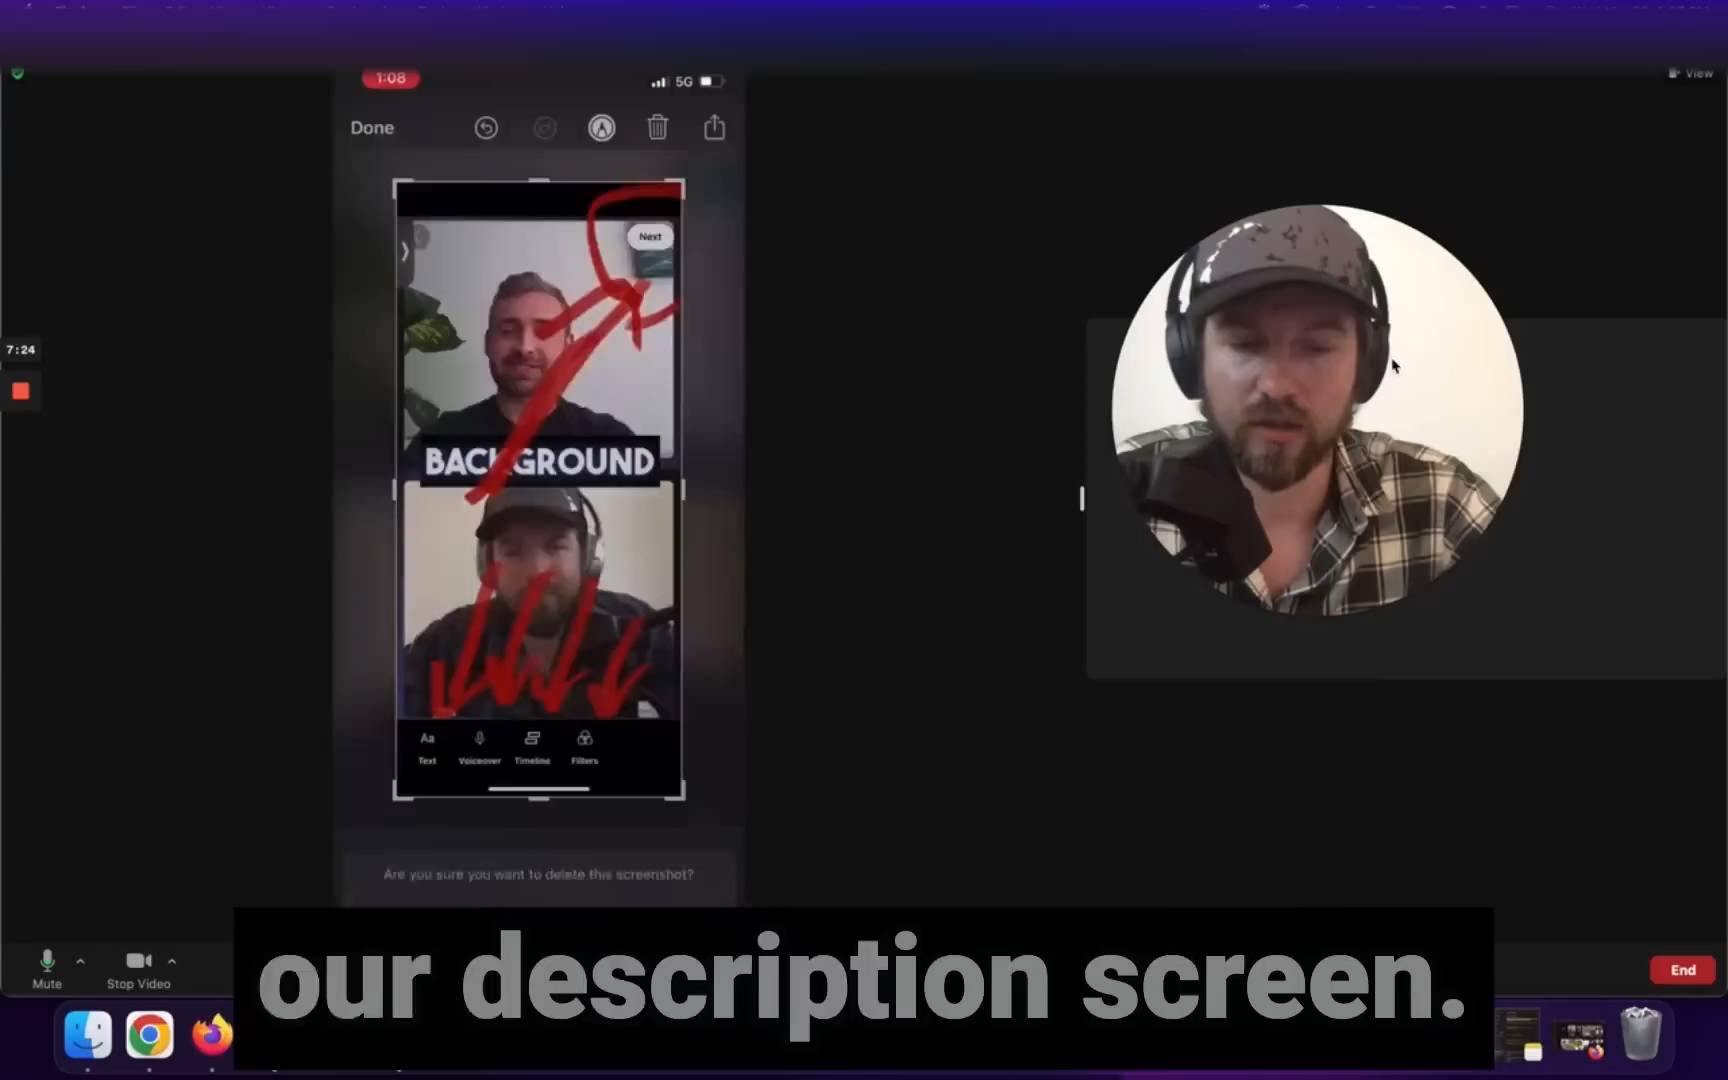 View
1:08
5G
Done
Next
7:24
BACKGROUND
Aa
Text
Voiceover
Timeline
Filters
Are you sure you want to delete this screenshot?
our description screen.
Mute
Stop Video
End